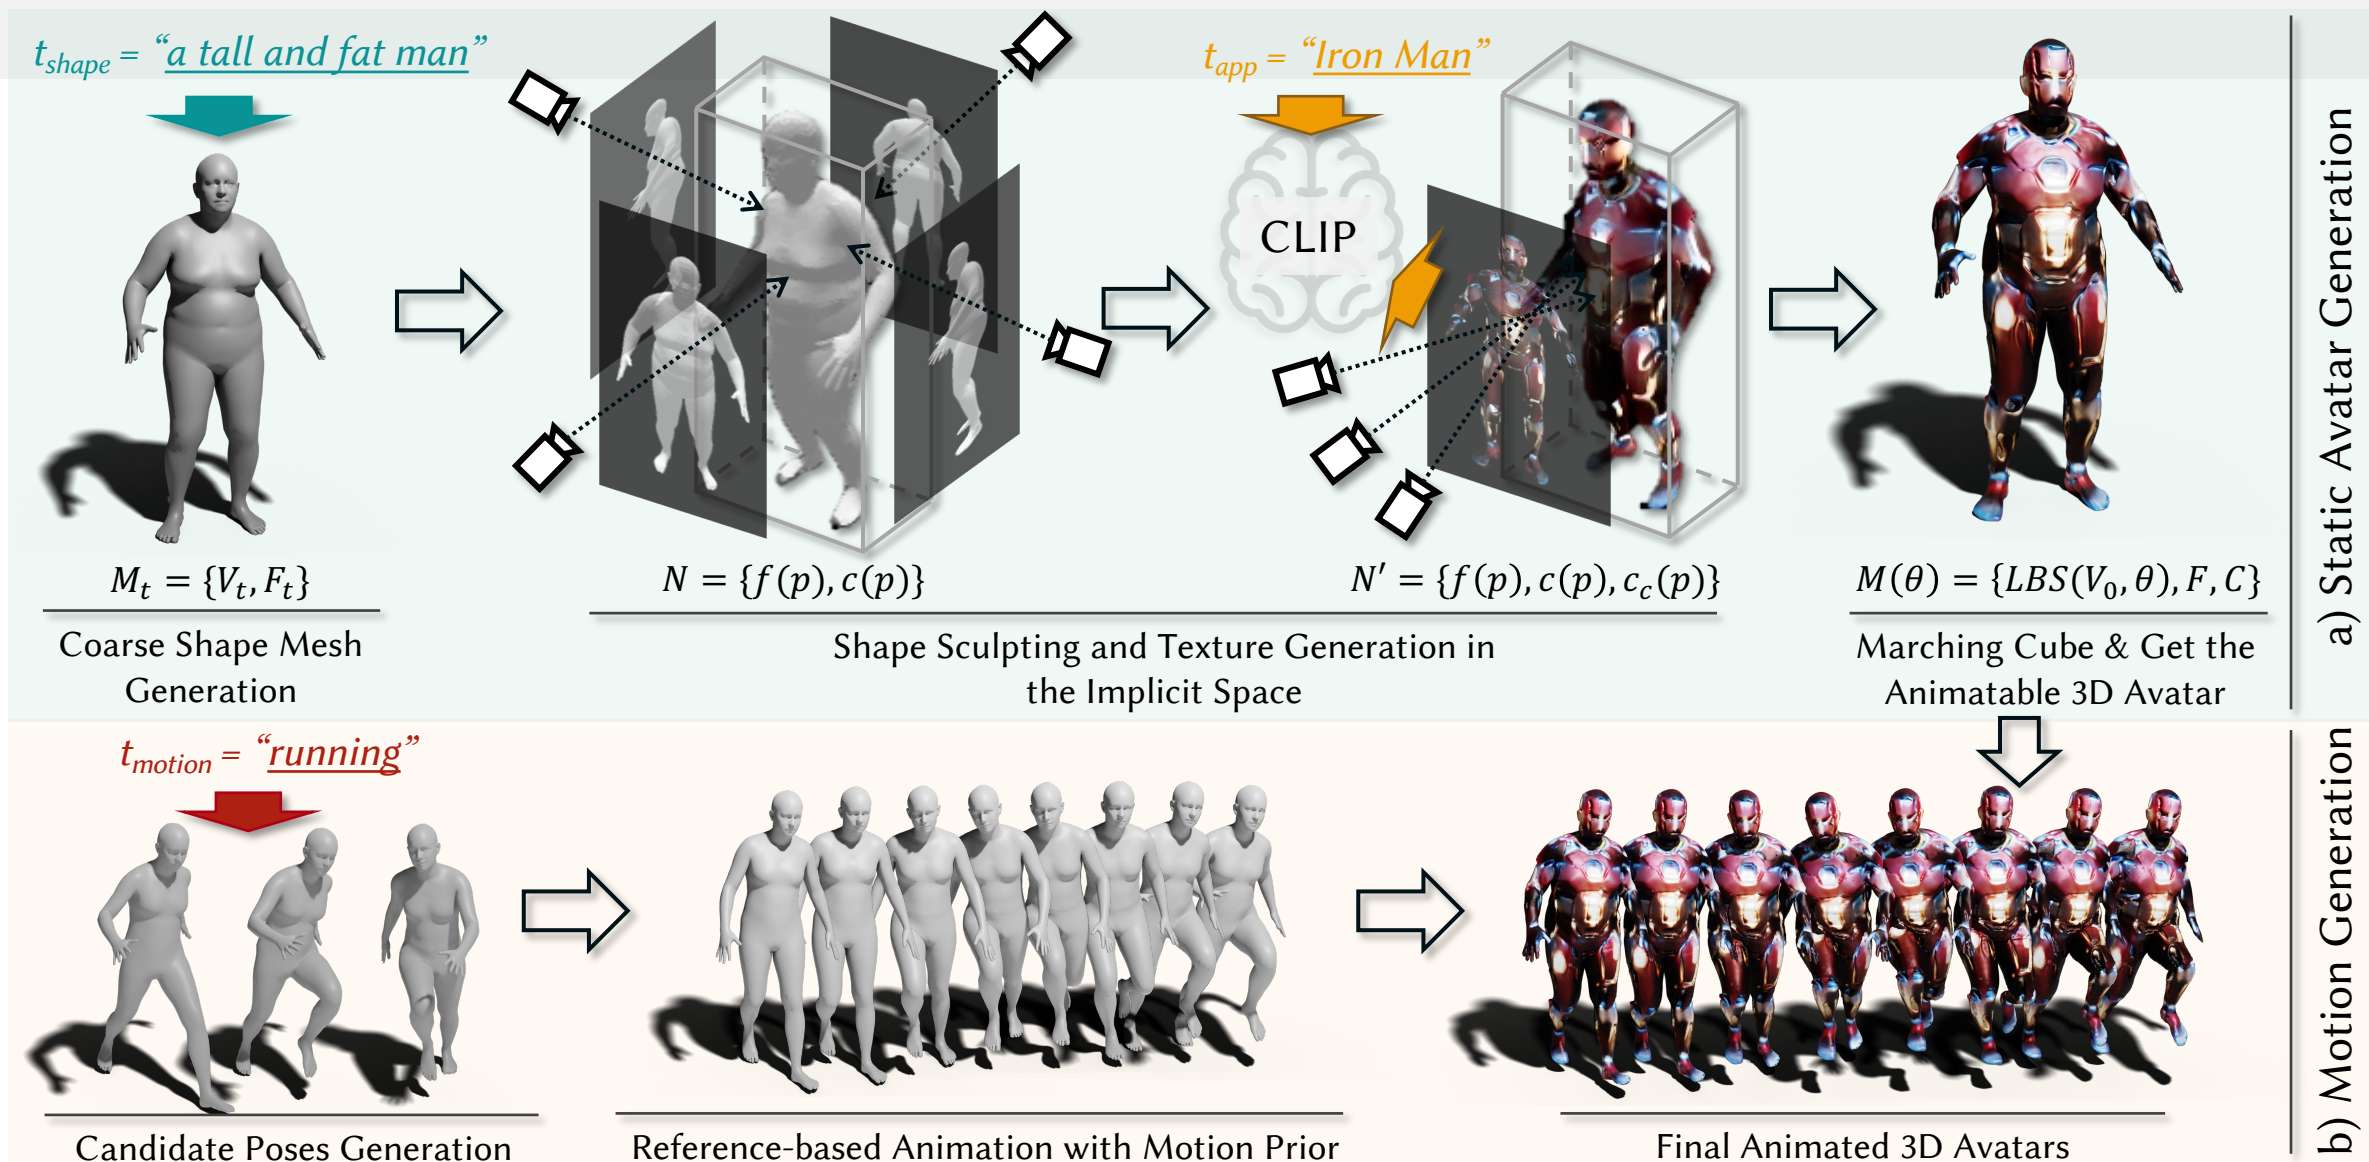 t_shape = “a tall and fat man”
t_app = “Iron Man”
CLIP
M_t = {V_t, F_t}
N = {f(p), c(p)}
N′ = {f(p), c(p), c_c(p)}
M(θ) = {LBS(V_0, θ), F, C}
Coarse Shape Mesh
Generation
Shape Sculpting and Texture Generation in
the Implicit Space
Marching Cube & Get the
Animatable 3D Avatar
a) Static Avatar Generation
t_motion = “running”
Candidate Poses Generation
Reference-based Animation with Motion Prior
Final Animated 3D Avatars
b) Motion Generation